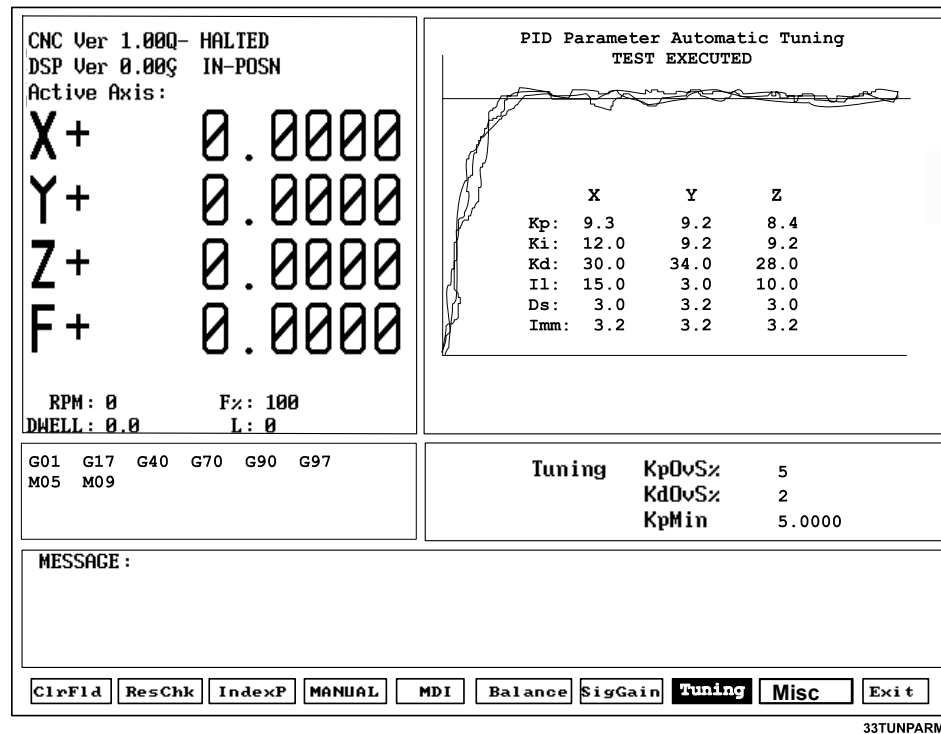 CNC Ver 1.00Q- HALTED
DSP Ver 0.00Ç IN-POSN
Active Axis:
X+ 0.0000
Y+ 0.0000
Z+ 0.0000
F+ 0.0000
RPM: 0 F%: 100
DWELL: 0.0 L: 0
PID Parameter Automatic Tuning
TEST EXECUTED
X Y Z
Kp: 9.3 9.2 8.4
Ki: 12.0 9.2 9.2
Kd: 30.0 34.0 28.0
Il: 15.0 3.0 10.0
Ds: 3.0 3.2 3.0
Imm: 3.2 3.2 3.2
G01 G17 G40 G70 G90 G97
M05 M09
Tuning KpOvS% 5
KdOvS% 2
KpMin 5.0000
MESSAGE:
ClrFld ResChk IndexP MANUAL MDI Balance SigGain Tuning Misc Exit
33TUNPARM